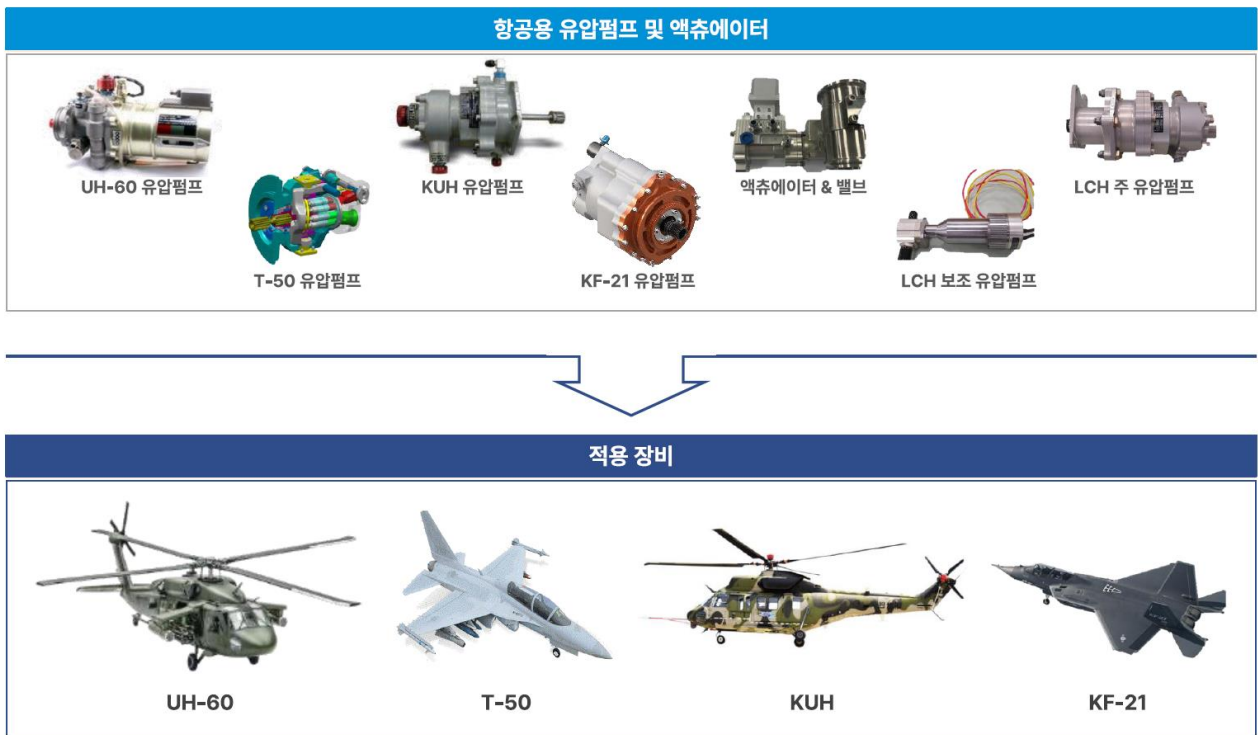 항공용 유압펌프 및 액츄에이터
UH-60 유압펌프
KUH 유압펌프
액츄에이터 & 밸브
LCH 주 유압펌프
T-50 유압펌프
KF-21 유압펌프
LCH 보조 유압펌프
적용 장비
UH-60
T-50
KUH
KF-21